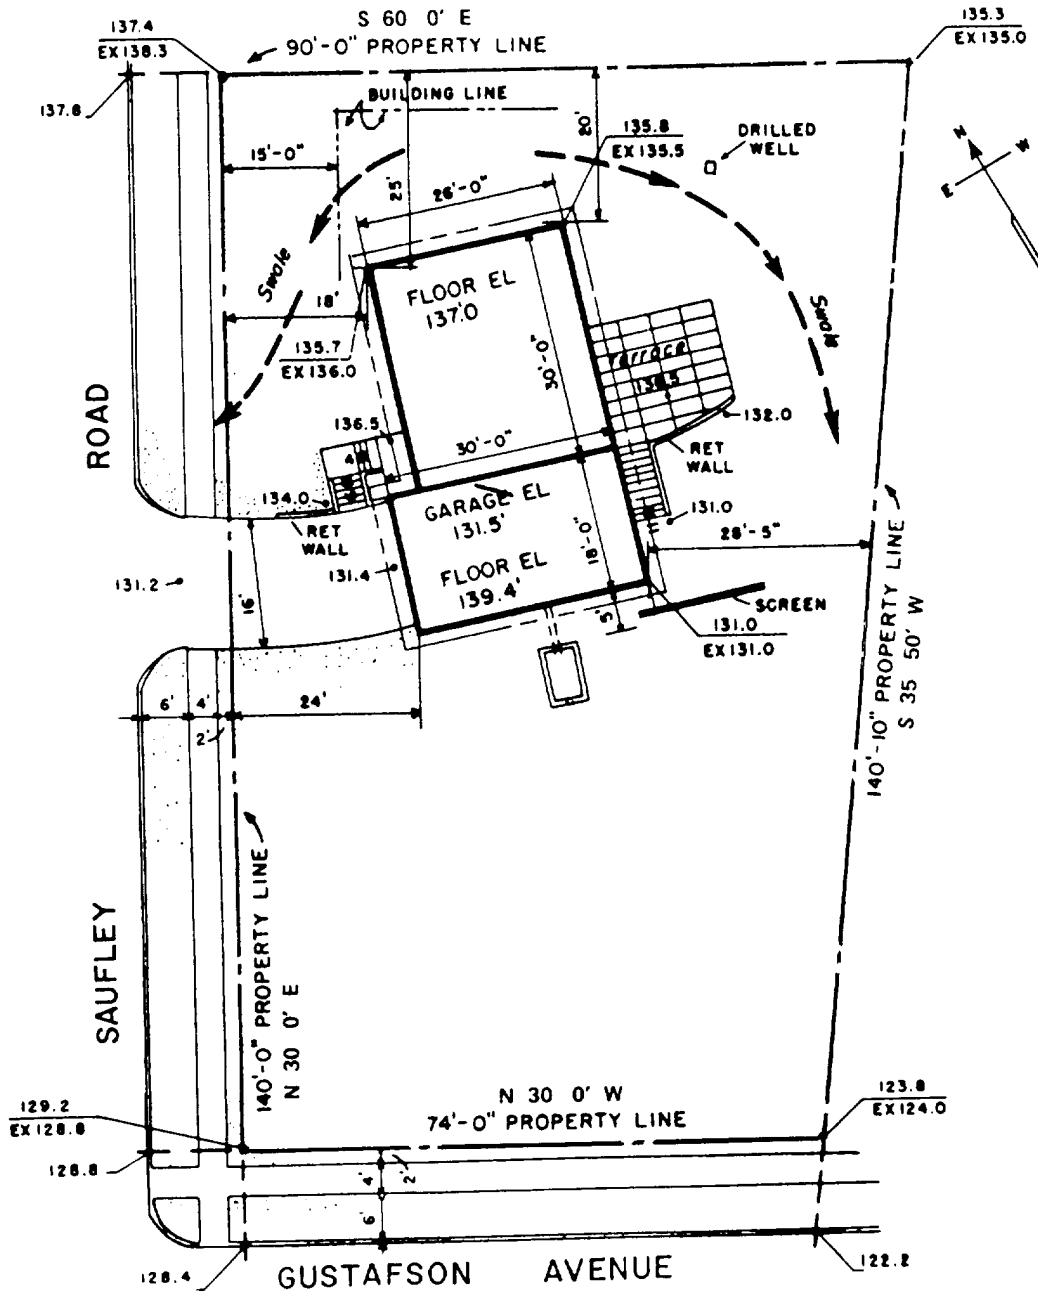 S 60 0' E
90'-0" PROPERTY LINE
137.4
EX 138.3
135.3
EX 135.0
137.8
BUILDING LINE
15'-0"
25'
20'
26'-0"
135.8
EX 135.5
DRILLED
WELL
N
W
E
Swale
Swale
FLOOR EL
137.0
18'
135.7
EX 136.0
30'-0"
Terrace
136.5
132.0
RET
WALL
ROAD
136.5
4
30'-0"
134.0
RET
WALL
GARAGE EL
131.5'
131.0
28'-5"
131.2
16'
131.4
FLOOR EL
139.4'
18'-0"
5'
SCREEN
131.0
EX 131.0
6'
4'
2'
24'
140'-10" PROPERTY LINE
S 35 50' W
SAUFLEY
140'-0" PROPERTY LINE
N 30 0' E
N 30 0' W
74'-0" PROPERTY LINE
129.2
EX 128.8
123.8
EX 124.0
128.8
4'
2'
6'
128.4
GUSTAFSON AVENUE
122.2